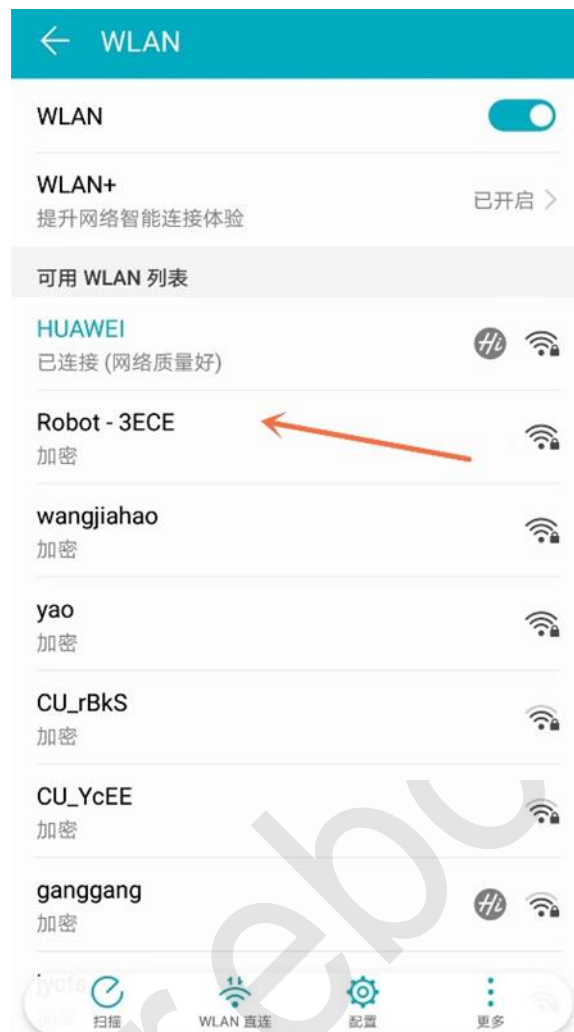 WLAN
WLAN
WLAN+
已开启
提升网络智能连接体验
可用 WLAN 列表
HUAWEI
已连接 (网络质量好)
Robot - 3ECE
加密
wangjiahao
加密
yao
加密
CU_rBkS
加密
CU_YcEE
加密
ganggang
加密
扫描
WLAN 直连
配置
更多